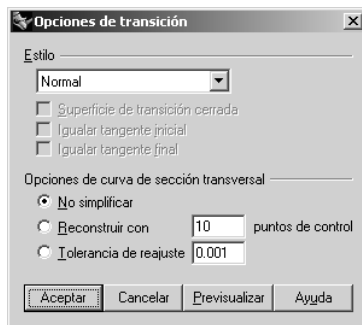 Opciones de transición
Estilo
Normal
Superficie de transición cerrada
Igualar tangente inicial
Igualar tangente final
Opciones de curva de sección transversal
No simplificar
Reconstruir con 10 puntos de control
Tolerancia de reajuste 0.001
Aceptar Cancelar Previsualizar Ayuda